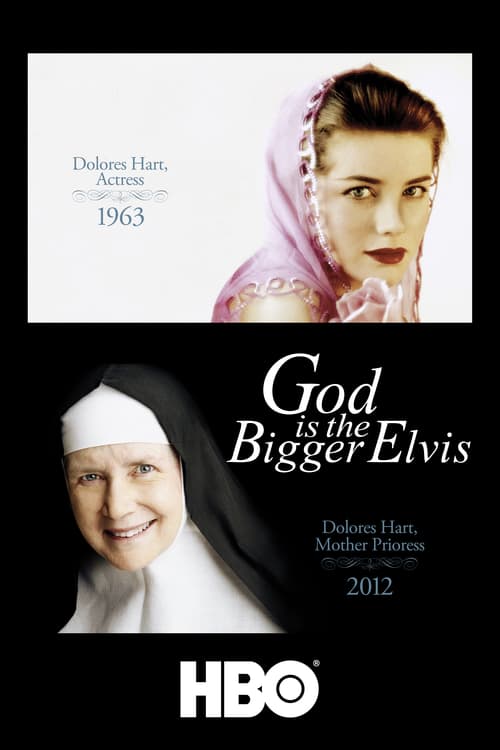 Dolores Hart,
Actress
1963
God
is the
Bigger Elvis
Dolores Hart,
Mother Prioress
2012
HBO®